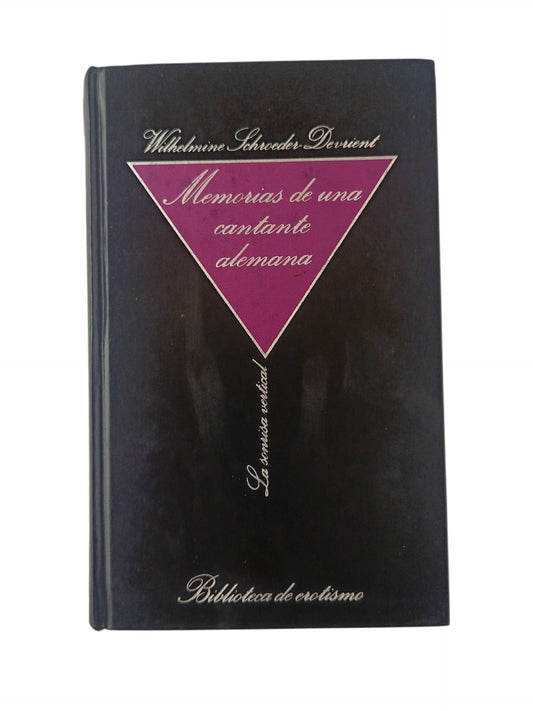 Wilhelmine Schroeder-Devrient
Memorias de una
cantante
alemana
La sonrisa vertical
Biblioteca de erotismo